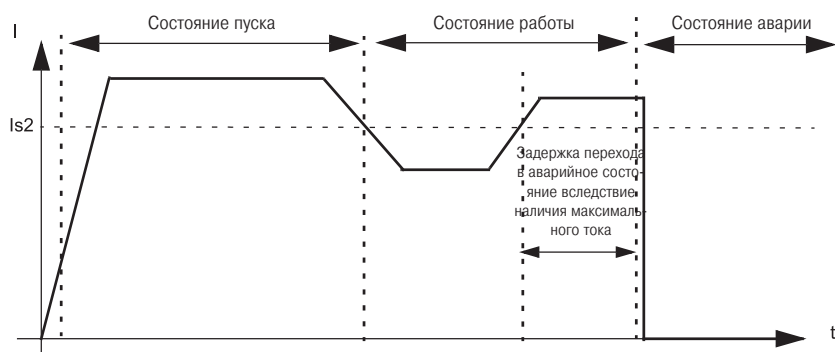 I
Состояние пуска
Состояние работы
Состояние аварии
Is2
Задержка перехода
в аварийное состо-
яние вследствие
наличия максималь-
ного тока
t